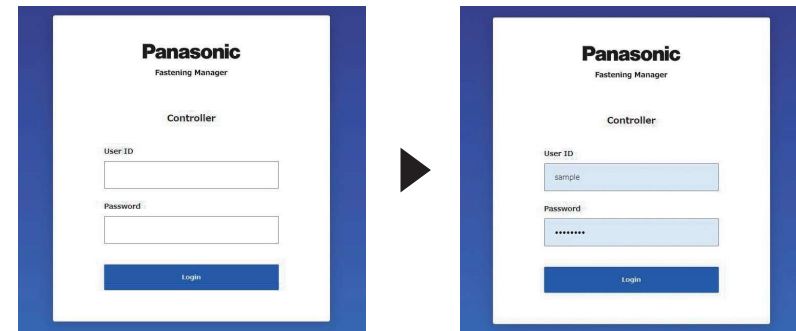 Panasonic
Fastening Manager
Controller
User ID
Password
Login
Panasonic
Fastening Manager
Controller
User ID
sample
Password
••••••••
Login